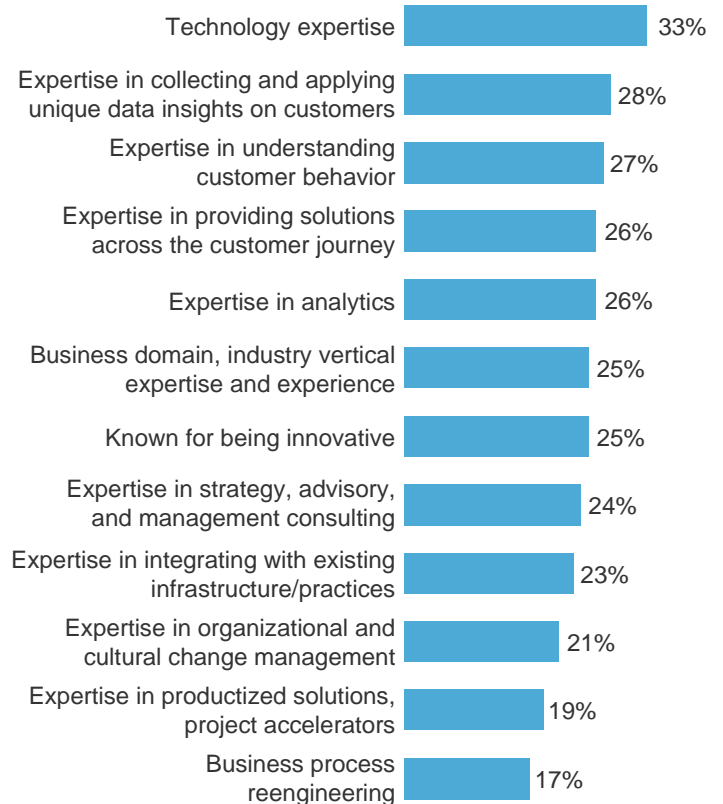 Technology expertise
33%
Expertise in collecting and applying
unique data insights on customers
28%
Expertise in understanding
customer behavior
27%
Expertise in providing solutions
across the customer journey
26%
Expertise in analytics
26%
Business domain, industry vertical
expertise and experience
25%
Known for being innovative
25%
Expertise in strategy, advisory,
and management consulting
24%
Expertise in integrating with existing
infrastructure/practices
23%
Expertise in organizational and
cultural change management
21%
Expertise in productized solutions,
project accelerators
19%
Business process
reengineering
17%